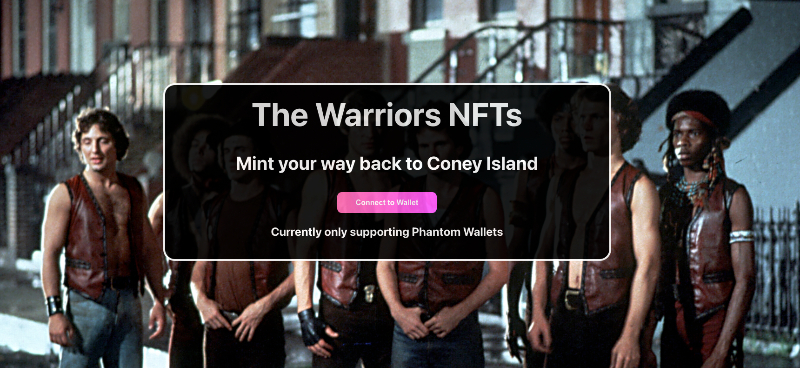 The Warriors NFTs
Mint your way back to Coney Island
Connect to Wallet
Currently only supporting Phantom Wallets